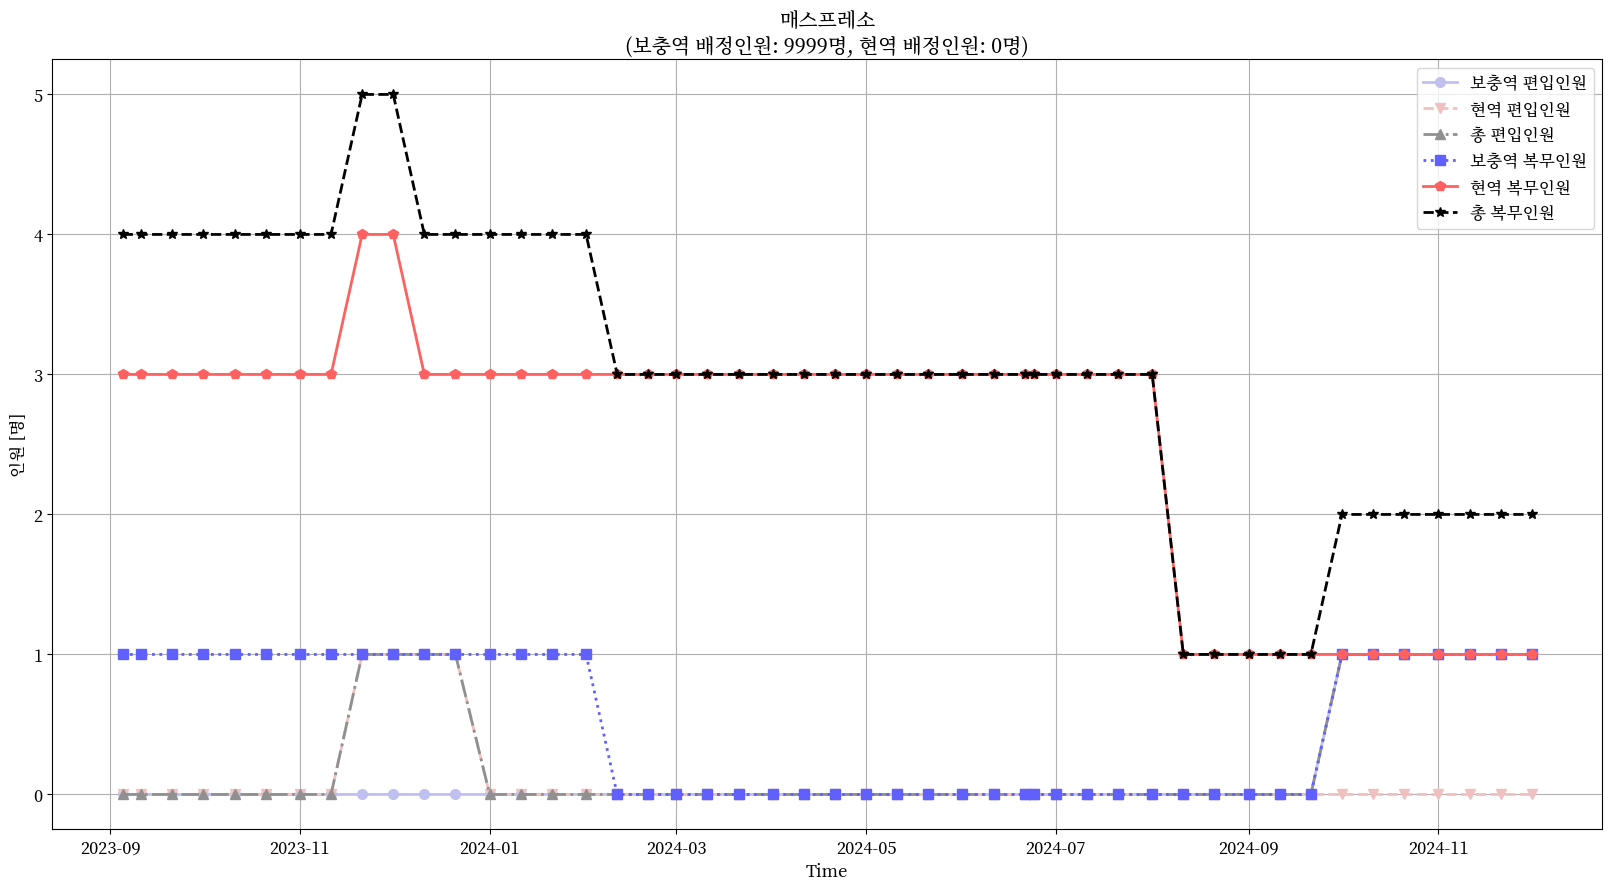 매스프레소
(보충역 배정인원: 9999명, 현역 배정인원: 0명)
보충역 편입인원
현역 편입인원
총 편입인원
보충역 복무인원
현역 복무인원
총 복무인원
인원 [명]
5
4
3
2
1
0
2023-09
2023-11
2024-01
2024-03
2024-05
2024-07
2024-09
2024-11
Time